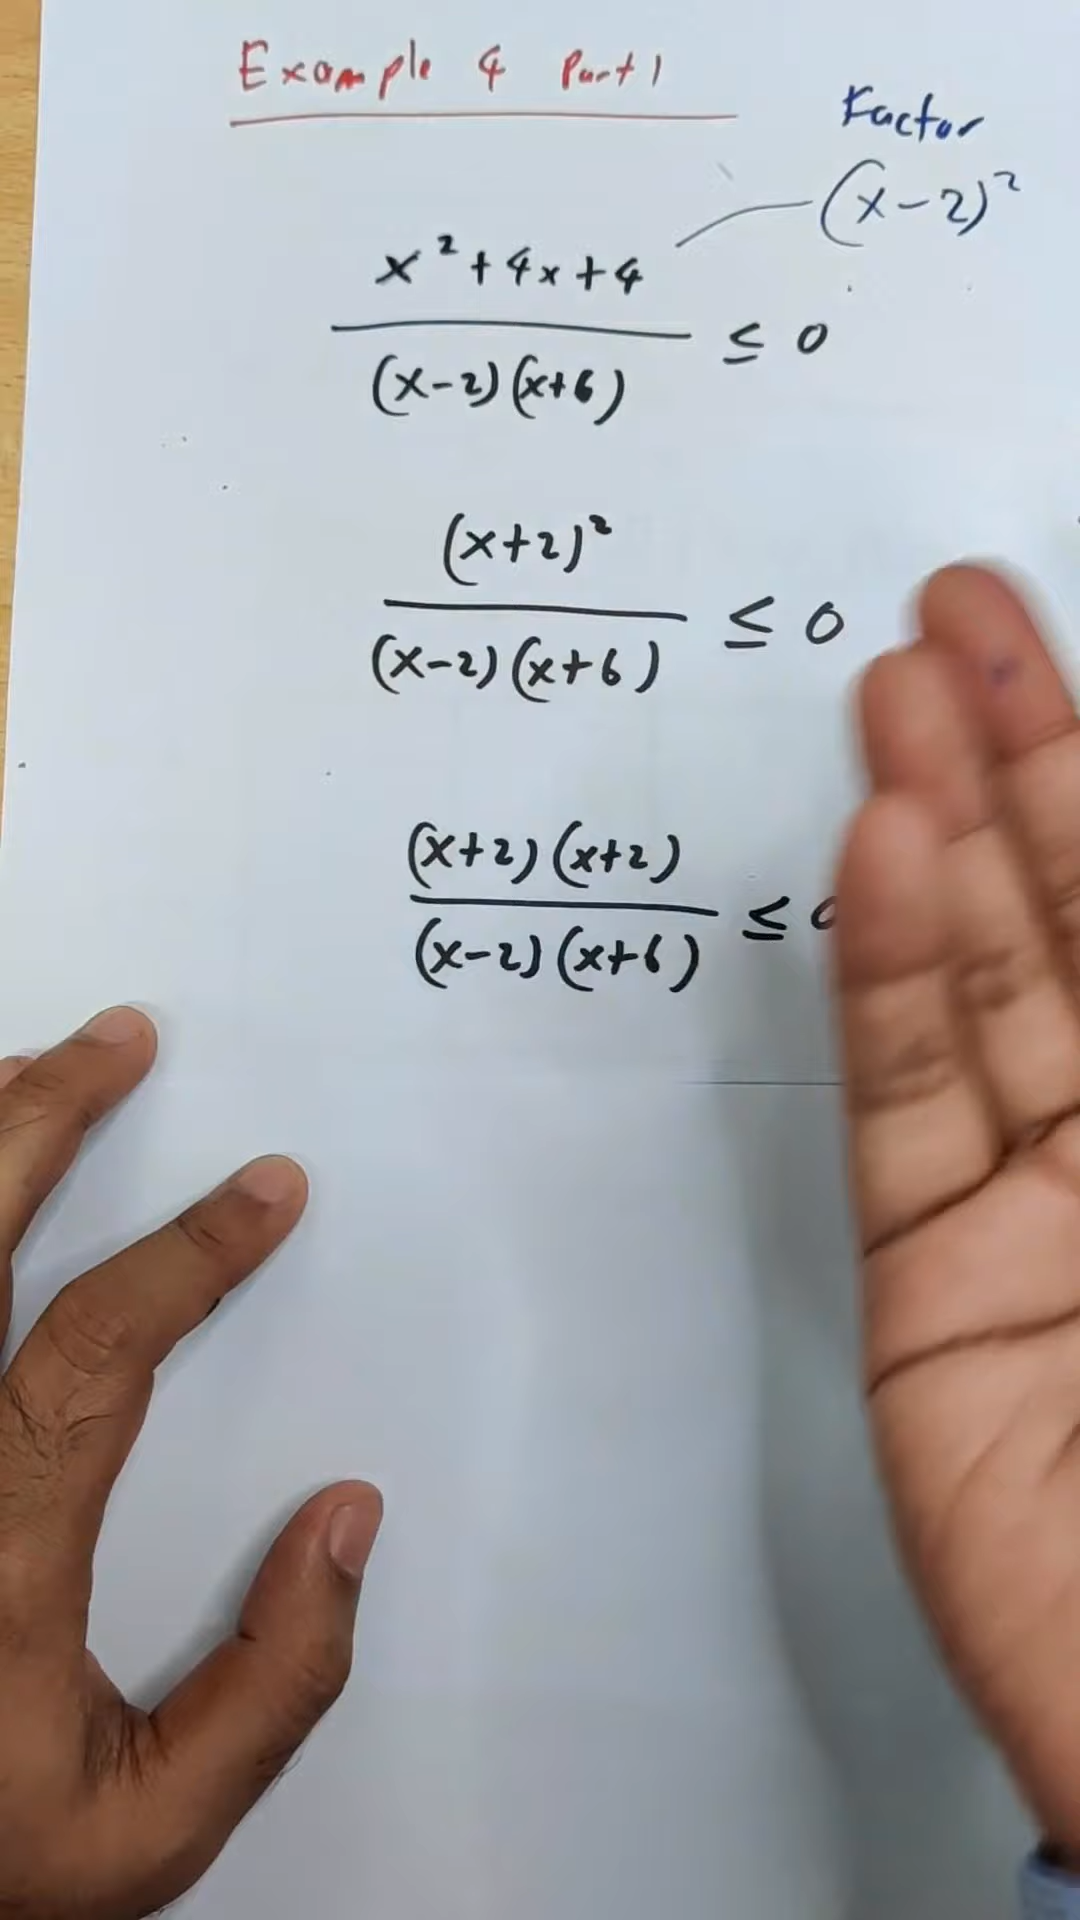 Example 4 Part 1
Factor
(x-2)²
x²+4x+4
≤ 0
(x-2)(x+6)
(x+2)²
≤ 0
(x-2)(x+6)
(x+2)(x+2)
≤ 0
(x-2)(x+6)